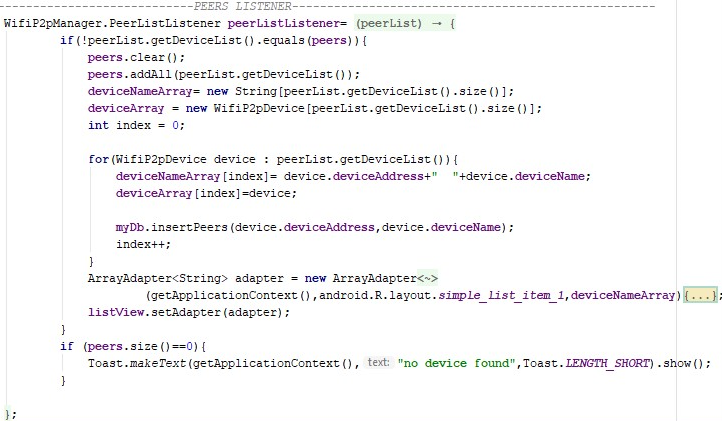 ----------------------------PEERS LISTENER----------------------------------------------------
WifiP2pManager.PeerListListener peerListListener= (peerList) → {
        if(!peerList.getDeviceList().equals(peers)){
            peers.clear();
            peers.addAll(peerList.getDeviceList());
            deviceNameArray= new String[peerList.getDeviceList().size()];
            deviceArray = new WifiP2pDevice[peerList.getDeviceList().size()];
            int index = 0;

            for(WifiP2pDevice device : peerList.getDeviceList()){
                deviceNameArray[index]= device.deviceAddress+"  "+device.deviceName;
                deviceArray[index]=device;

                myDb.insertPeers(device.deviceAddress,device.deviceName);
                index++;
            }
            ArrayAdapter<String> adapter = new ArrayAdapter<~>
                    (getApplicationContext(),android.R.layout.simple_list_item_1,deviceNameArray){...};
            listView.setAdapter(adapter);
        }
        if (peers.size()==0){
            Toast.makeText(getApplicationContext(), text: "no device found",Toast.LENGTH_SHORT).show();
        }

};